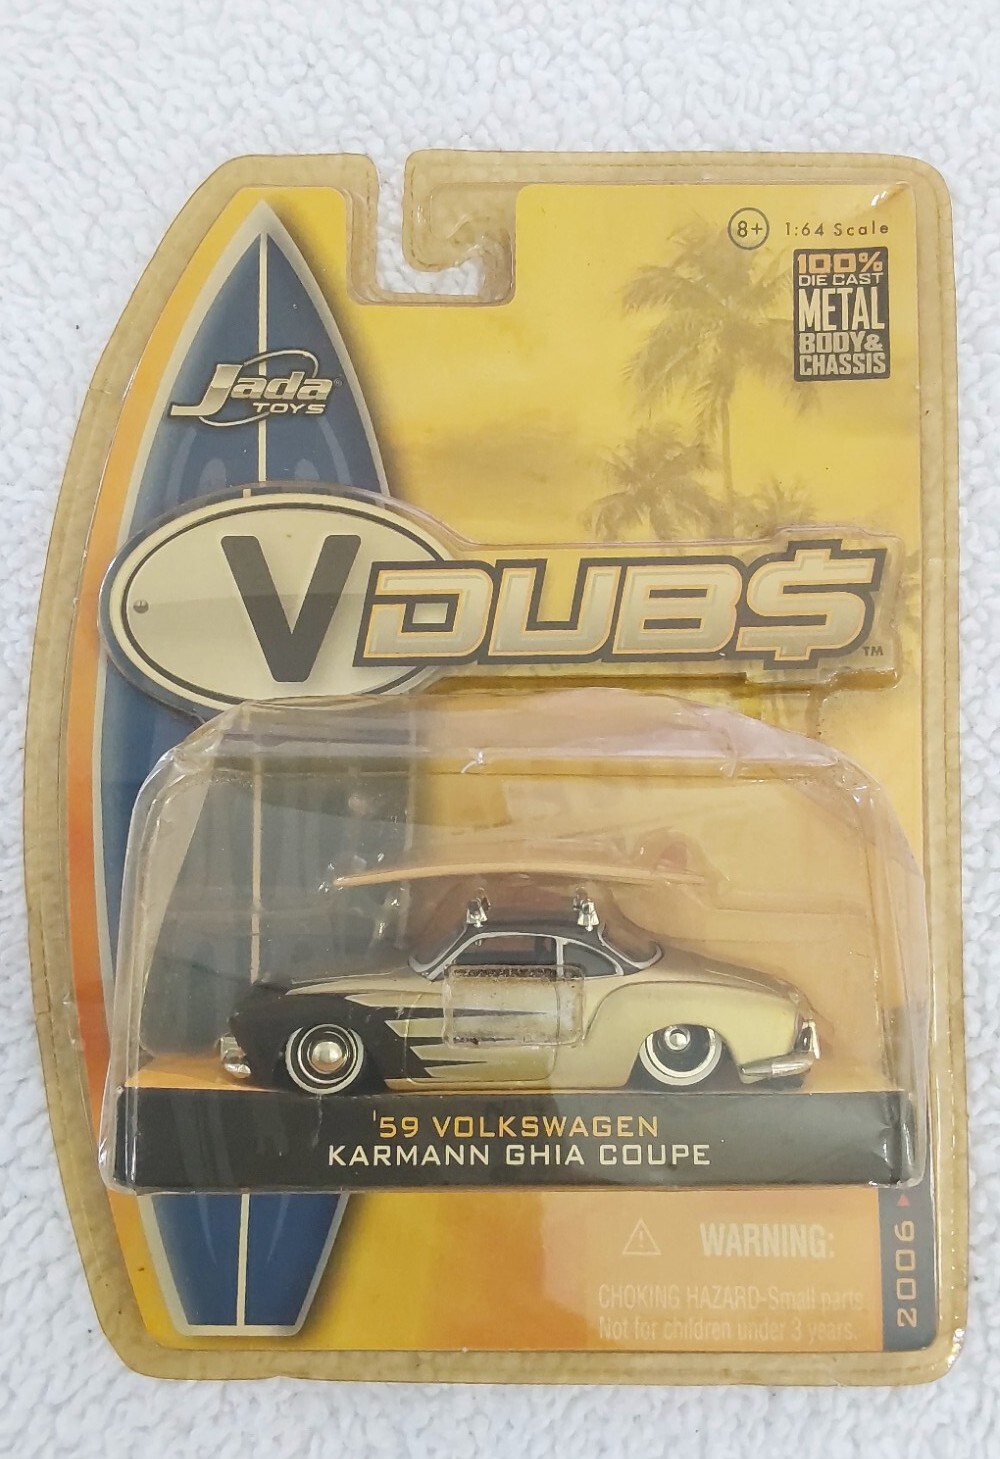 8+ 1:64 Scale
100%
DIE CAST
METAL
BODY&
CHASSIS
Jada
TOYS
V DUB$ ™
'59 VOLKSWAGEN
KARMANN GHIA COUPE
WARNING:
CHOKING HAZARD-Small parts
Not for children under 3 years.
2006